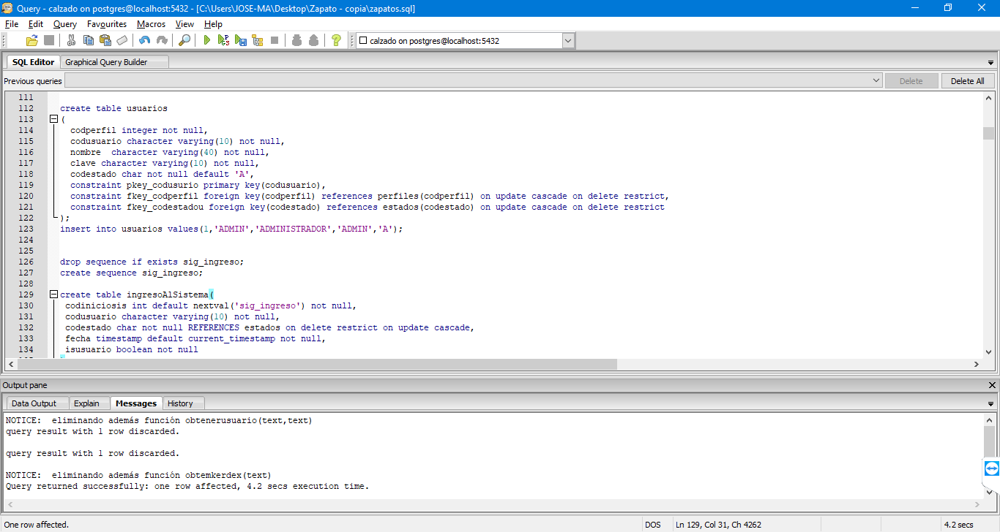 Query - calzado on postgres@localhost:5432 - [C:\Users\JOSE-MA\Desktop\Zapato - copia\zapatos.sql]
File Edit Query Favourites Macros View Help
calzado on postgres@localhost:5432
SQL Editor Graphical Query Builder
Previous queries Delete Delete All
111
112 create table usuarios
113 (
114 codperfil integer not null,
115 codusuario character varying(10) not null,
116 nombre  character varying(40) not null,
117 clave character varying(10) not null,
118 codestado char not null default 'A',
119 constraint pkey_codusurio primary key(codusuario),
120 constraint fkey_codperfil foreign key(codperfil) references perfiles(codperfil) on update cascade on delete restrict,
121 constraint fkey_codestadou foreign key(codestado) references estados(codestado) on update cascade on delete restrict
122 );
123 insert into usuarios values(1,'ADMIN','ADMINISTRADOR','ADMIN','A');
124
125
126 drop sequence if exists sig_ingreso;
127 create sequence sig_ingreso;
128
129 create table ingresoAlSistema(
130 codiniciosis int default nextval('sig_ingreso') not null,
131 codusuario character varying(10) not null,
132 codestado char not null REFERENCES estados on delete restrict on update cascade,
133 fecha timestamp default current_timestamp not null,
134 isusuario boolean not null
Output pane
Data Output Explain Messages History
NOTICE:  eliminando además función obtenerusuario(text,text)
query result with 1 row discarded.
query result with 1 row discarded.
NOTICE:  eliminando además función obtemkerdex(text)
Query returned successfully: one row affected, 4.2 secs execution time.
One row affected. DOS Ln 129, Col 31, Ch 4262 4.2 secs